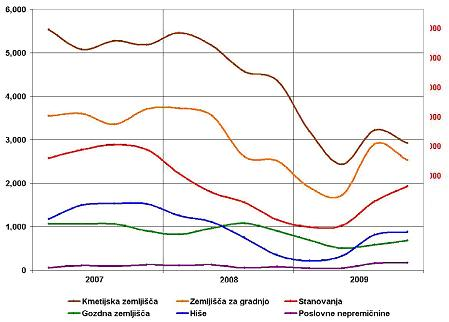 6,000
5,000
4,000
3,000
2,000
1,000
0
2007 2008 2009
Kmetijska zemljišča Zemljišča za gradnjo Stanovanja
Gozdna zemljišča Hiše Poslovne nepremičnine